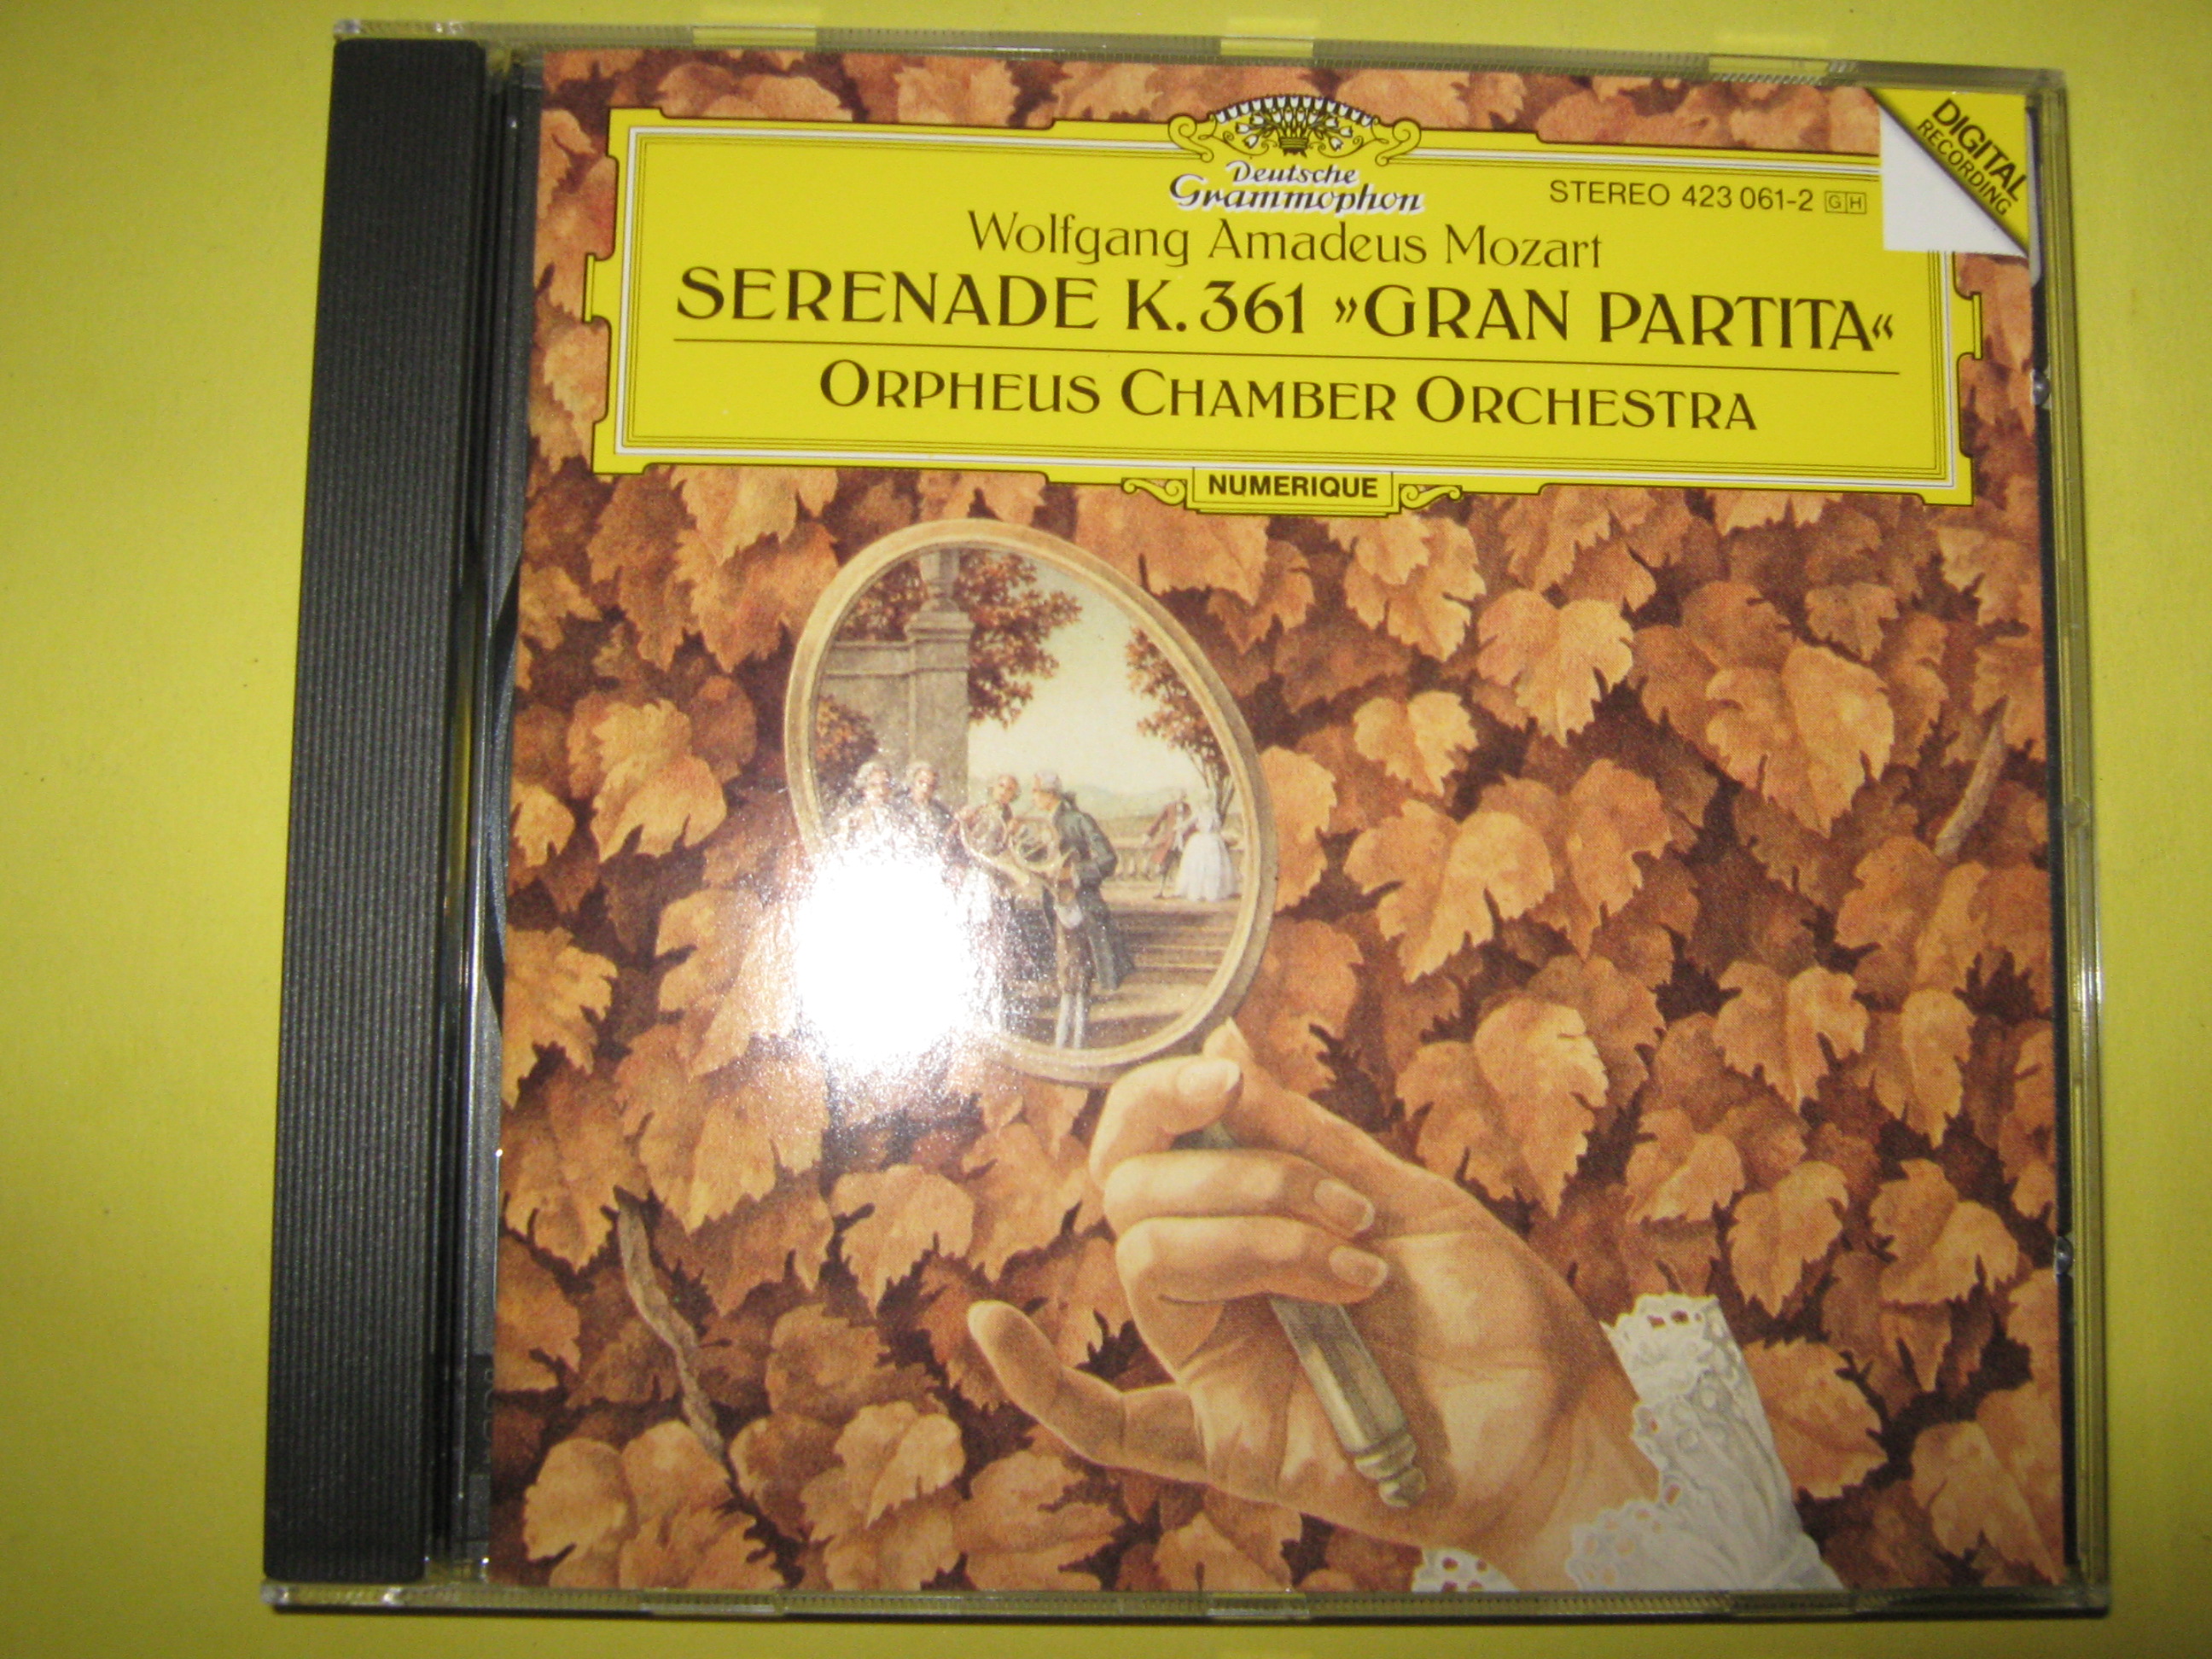 Deutsche
Grammophon
STEREO 423 061-2 GH
DIGITAL
RECORDING
Wolfgang Amadeus Mozart
SERENADE K. 361 »GRAN PARTITA«
ORPHEUS CHAMBER ORCHESTRA
NUMERIQUE